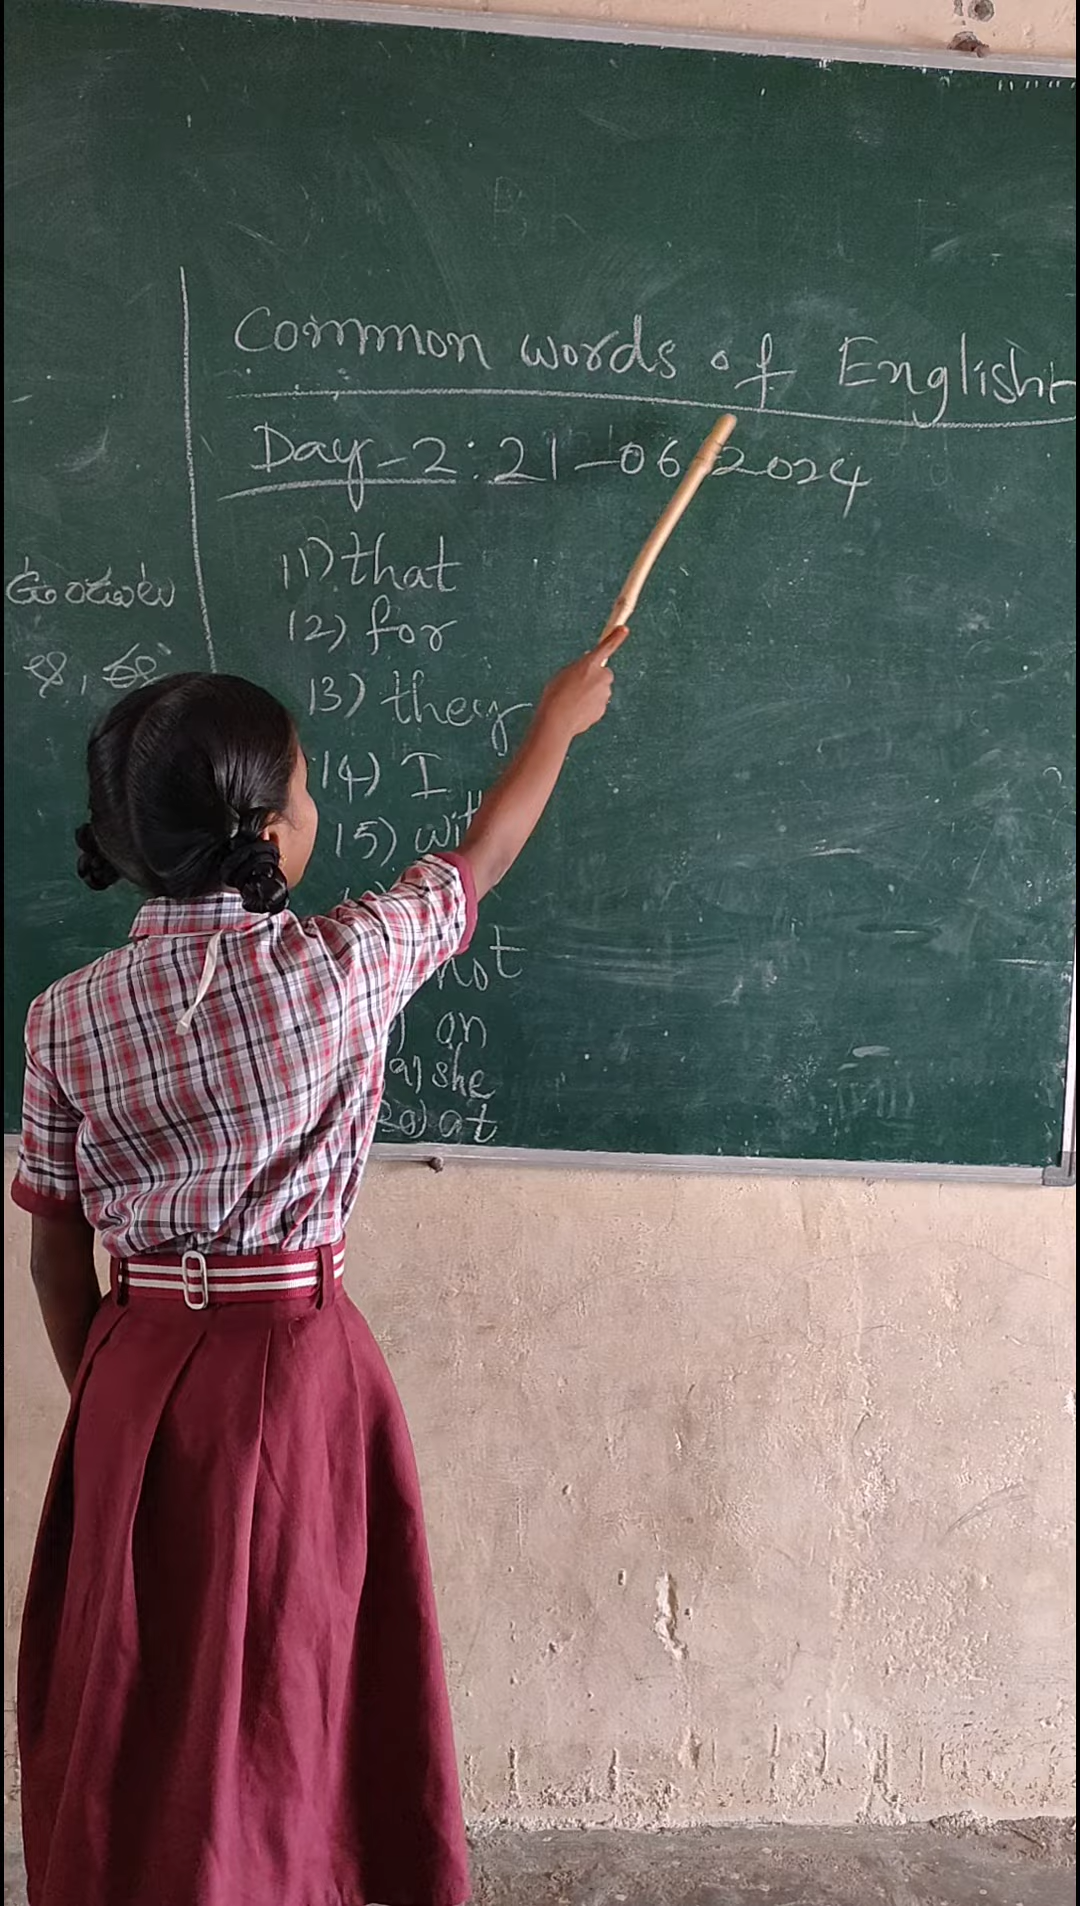 Common words of English
Day-2: 21-06-2024
11) that
12) for
13) they
14) I
15) wit
not
on
9) she
20) at